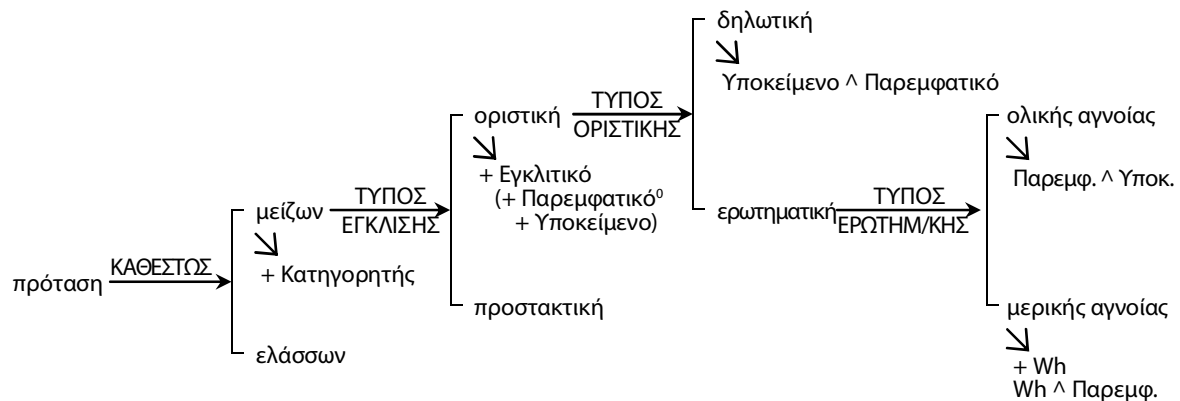 πρόταση
ΚΑΘΕΣΤΩΣ
μείζων
+ Κατηγορητής
ελάσσων
ΤΥΠΟΣ
ΕΓΚΛΙΣΗΣ
οριστική
+ Εγκλιτικό
(+ Παρεμφατικό⁰
+ Υποκείμενο)
προστακτική
ΤΥΠΟΣ
ΟΡΙΣΤΙΚΗΣ
δηλωτική
Υποκείμενο ^ Παρεμφατικό
ερωτηματική
ΤΥΠΟΣ
ΕΡΩΤΗΜ/ΚΗΣ
ολικής αγνοίας
Παρεμφ. ^ Υποκ.
μερικής αγνοίας
+ Wh
Wh ^ Παρεμφ.